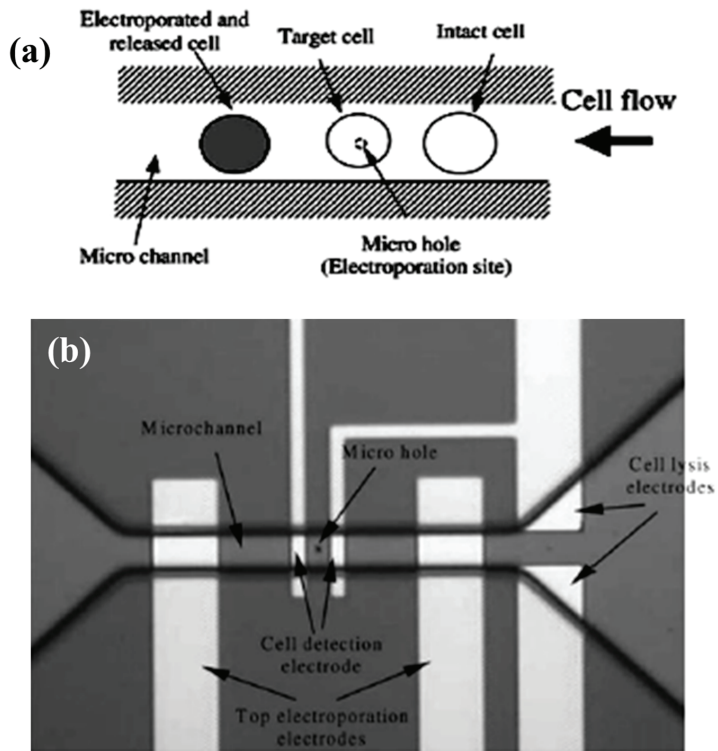 (a)
Electroporated and
released cell
Target cell
Intact cell
Cell flow
Micro channel
Micro hole
(Electroporation site)
(b)
Microchannel
Micro hole
Cell lysis
electrodes
Cell detection
electrode
Top electroporation
electrodes